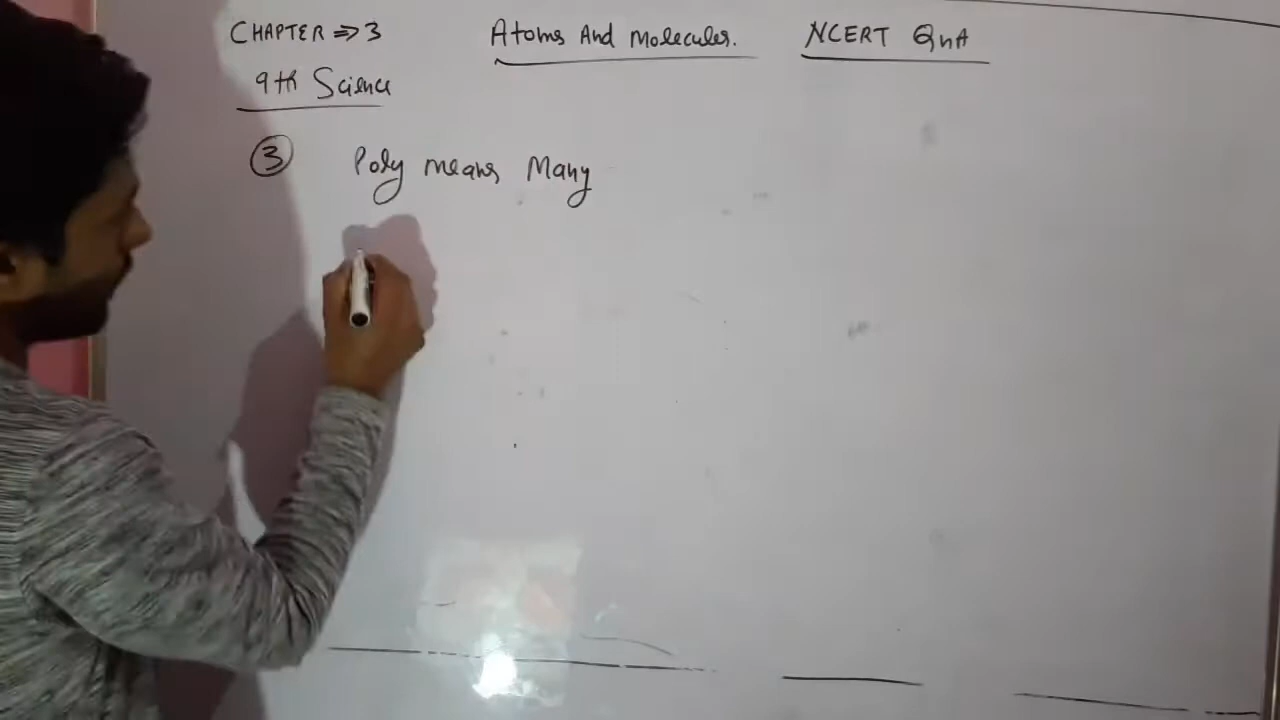 CHAPTER ⇒ 3 Atoms And Molecules. NCERT QnA
9th Science
③ Poly means Many